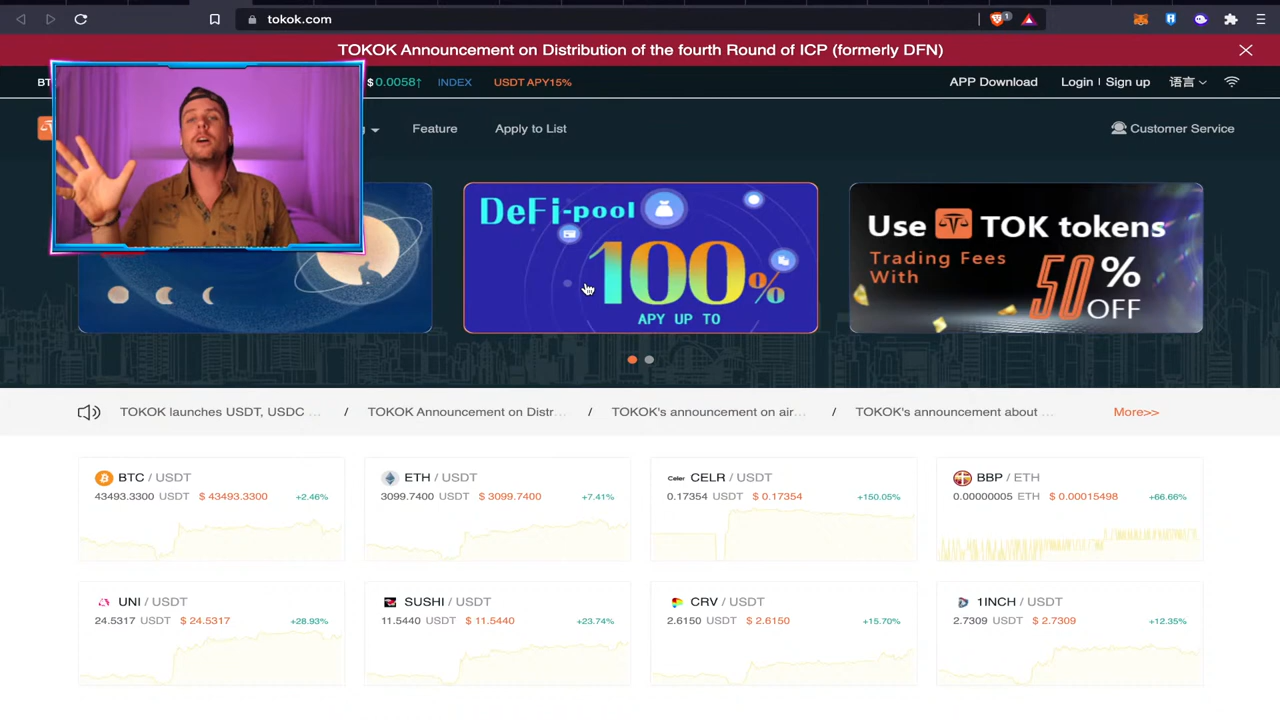 tokok.com
1
TOKOK Announcement on Distribution of the fourth Round of ICP (formerly DFN)
BT
$ 0.0058↑
INDEX
USDT APY15%
APP Download
Login | Sign up
语言
Feature
Apply to List
Customer Service
DeFi-pool
100%
APY UP TO
Use TOK tokens
Trading Fees
With
50%
OFF
TOKOK launches USDT, USDC ...
/
TOKOK Announcement on Distr...
/
TOKOK's announcement on air...
/
TOKOK's announcement about ...
More>>
BTC / USDT
43493.3300 USDT $ 43493.3300 +2.46%
ETH / USDT
3099.7400 USDT $ 3099.7400 +7.41%
Celer CELR / USDT
0.17354 USDT $ 0.17354 +150.05%
BBP / ETH
0.00000005 ETH $ 0.00015498 +66.66%
UNI / USDT
24.5317 USDT $ 24.5317 +28.93%
SUSHI / USDT
11.5440 USDT $ 11.5440 +23.74%
CRV / USDT
2.6150 USDT $ 2.6150 +15.70%
1INCH / USDT
2.7309 USDT $ 2.7309 +12.35%